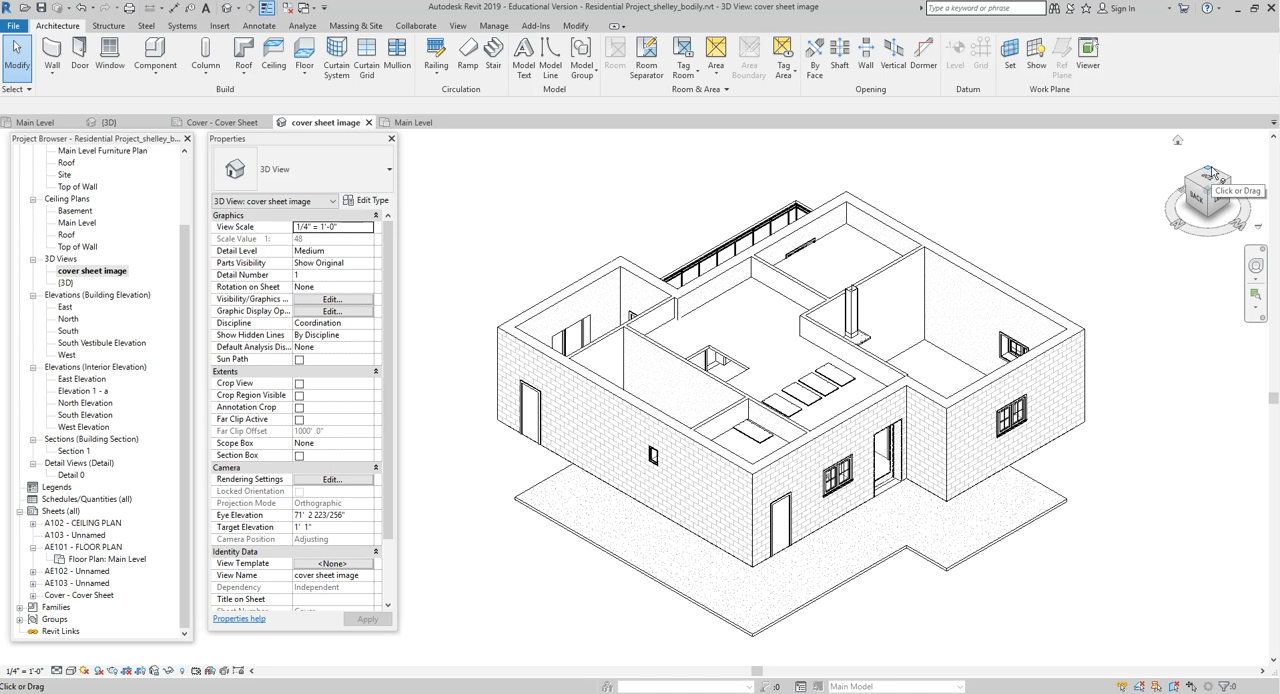 Autodesk Revit 2019 - Educational Version - Residential Project_shelley_bodily.rvt - 3D View: cover sheet image
Type a keyword or phrase
Sign In
File Architecture Structure Steel Systems Insert Annotate Analyze Massing & Site Collaborate View Manage Add-Ins Modify
Modify Wall Door Window Component Column Roof Ceiling Floor Curtain System Curtain Grid Mullion Railing Ramp Stair Model Text Model Line Model Group Room Room Separator Tag Room Area Area Boundary Tag Area By Face Shaft Wall Vertical Dormer Level Grid Set Show Ref Plane Viewer
Select Build Circulation Model Room & Area Opening Datum Work Plane
Main Level {3D} Cover - Cover Sheet cover sheet image Main Level
Project Browser - Residential Project_shelley_b...
Main Level Furniture Plan
Roof
Site
Top of Wall
Ceiling Plans
Basement
Main Level
Roof
Top of Wall
3D Views
cover sheet image
{3D}
Elevations (Building Elevation)
East
North
South
South Vestibule Elevation
West
Elevations (Interior Elevation)
East Elevation
Elevation 1 - a
North Elevation
South Elevation
West Elevation
Sections (Building Section)
Section 1
Detail Views (Detail)
Detail 0
Legends
Schedules/Quantities (all)
Sheets (all)
A102 - CEILING PLAN
A103 - Unnamed
AE101 - FLOOR PLAN
Floor Plan: Main Level
AE102 - Unnamed
AE103 - Unnamed
Cover - Cover Sheet
Families
Groups
Revit Links
Properties
3D View
3D View: cover sheet image Edit Type
Graphics
View Scale 1/4" = 1'-0"
Scale Value 1: 48
Detail Level Medium
Parts Visibility Show Original
Detail Number 1
Rotation on Sheet None
Visibility/Graphics ... Edit...
Graphic Display Op... Edit...
Discipline Coordination
Show Hidden Lines By Discipline
Default Analysis Dis... None
Sun Path
Extents
Crop View
Crop Region Visible
Annotation Crop
Far Clip Active
Far Clip Offset 1000' 0"
Scope Box None
Section Box
Camera
Rendering Settings Edit...
Locked Orientation
Projection Mode Orthographic
Eye Elevation 71' 2 223/256"
Target Elevation 1' 1"
Camera Position Adjusting
Identity Data
View Template <None>
View Name cover sheet image
Dependency Independent
Title on Sheet
Properties help Apply
BACK
Click or Drag
1/4" = 1'-0"
Click or Drag
:0
Main Model
:0